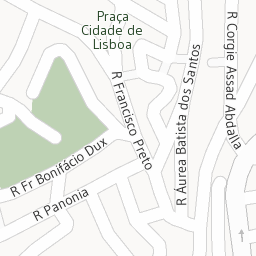 Praça
Cidade de
Lisboa
R Francisco Preto
R Áurea Batista dos Santos
R Corgie Assad Abdalla
R Fr Bonifácio Dux
R Panonia